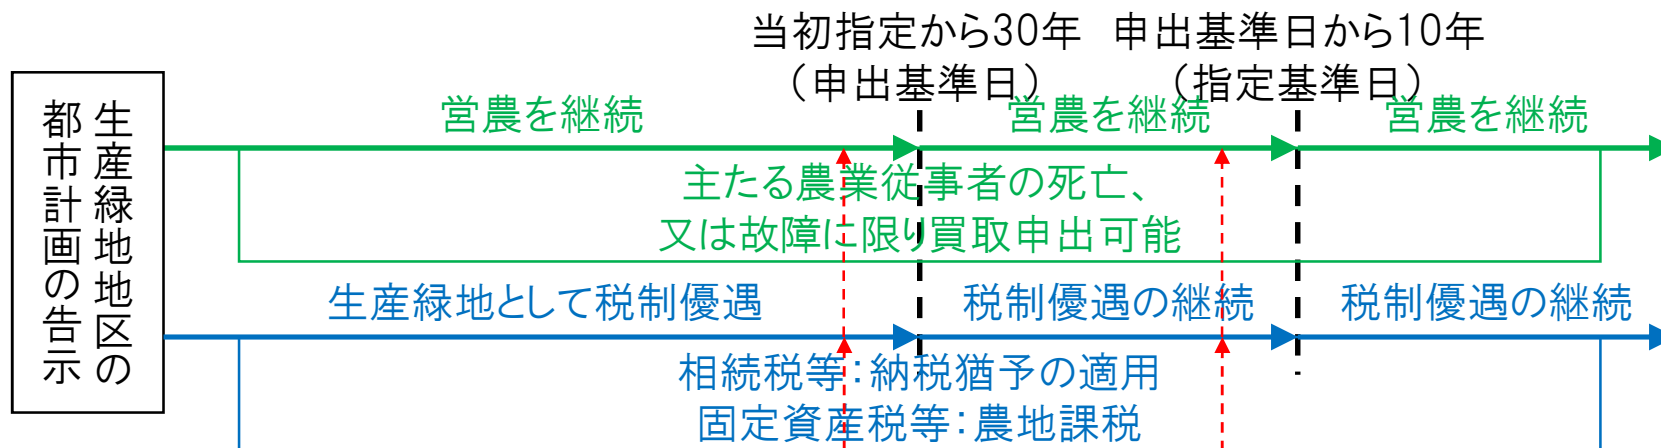 当初指定から30年
（申出基準日）
申出基準日から10年
（指定基準日）
生産緑地地区の
都市計画の告示
営農を継続
営農を継続
営農を継続
主たる農業従事者の死亡、
又は故障に限り買取申出可能
生産緑地として税制優遇
税制優遇の継続
税制優遇の継続
相続税等：納税猶予の適用
固定資産税等：農地課税